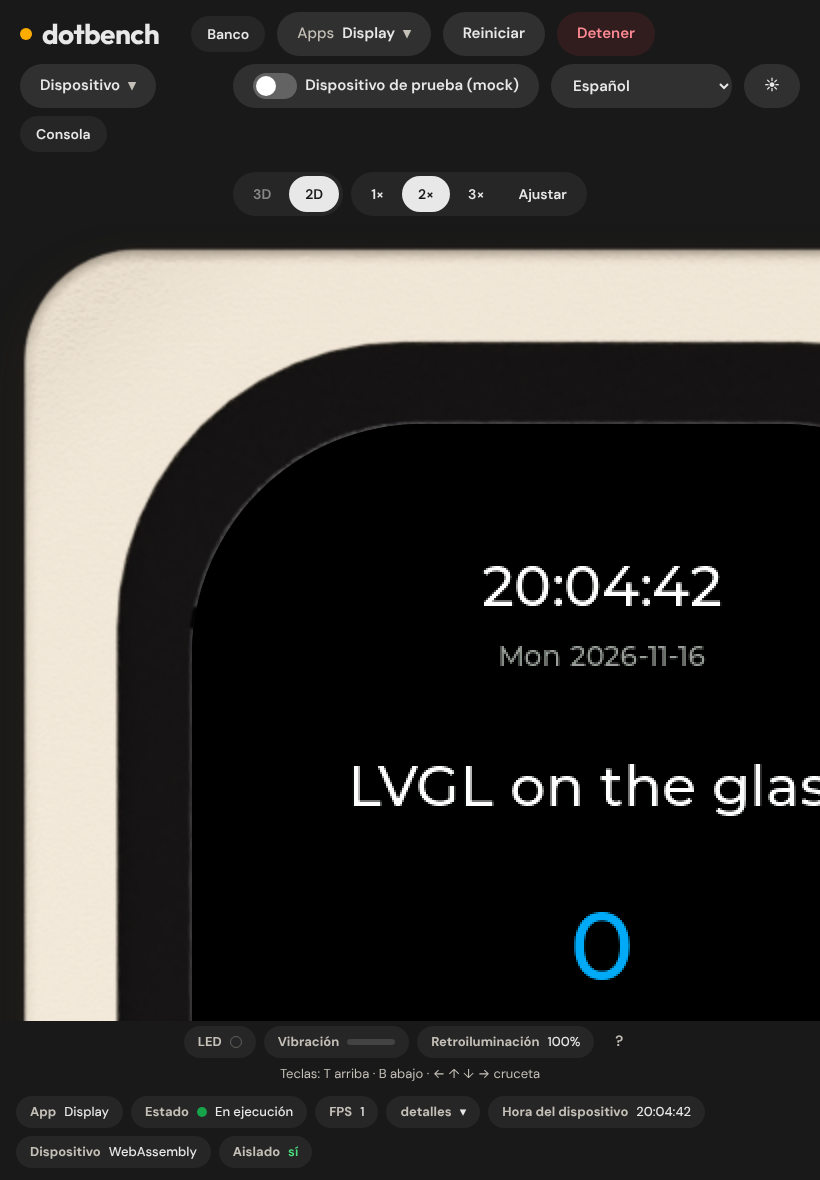 dotbench Banco Apps Display ▾ Reiniciar Detener
Dispositivo ▾ Dispositivo de prueba (mock) Español ☀
Consola
3D 2D 1× 2× 3× Ajustar
20:04:42
Mon 2026-11-16
LVGL on the glas
0
LED Vibración Retroiluminación 100% ?
Teclas: T arriba · B abajo · ← ↑ ↓ → cruceta
App Display Estado En ejecución FPS 1 detalles ▾ Hora del dispositivo 20:04:42
Dispositivo WebAssembly Aislado sí